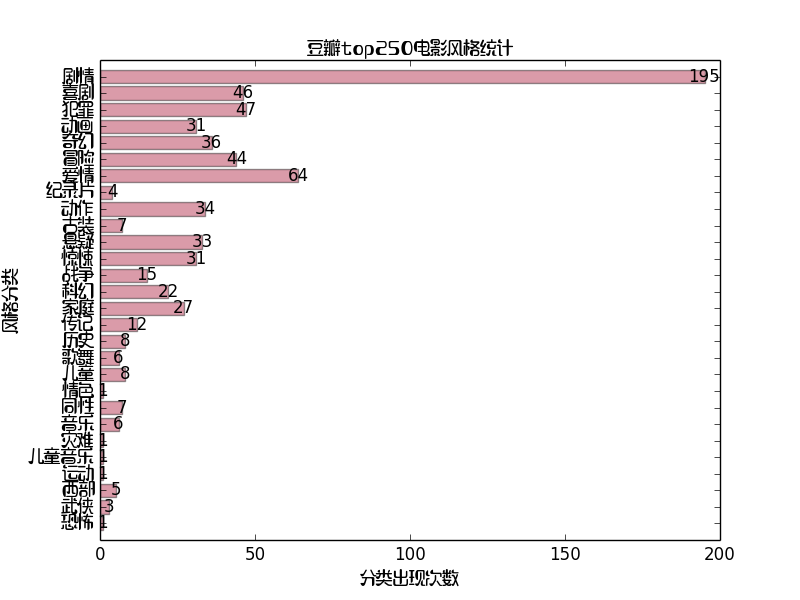 豆瓣top250电影风格统计
剧情 195
喜剧 46
犯罪 47
动画 31
奇幻 36
冒险 44
爱情 64
纪录片 4
动作 34
古装 7
悬疑 33
惊悚 31
战争 15
科幻 22
家庭 27
传记 12
历史 8
歌舞 6
儿童 8
情色 1
同性 7
音乐 6
灾难 1
儿童音乐 1
运动 1
西部 5
武侠 3
恐怖 1
风格分类
0 50 100 150 200
分类出现次数